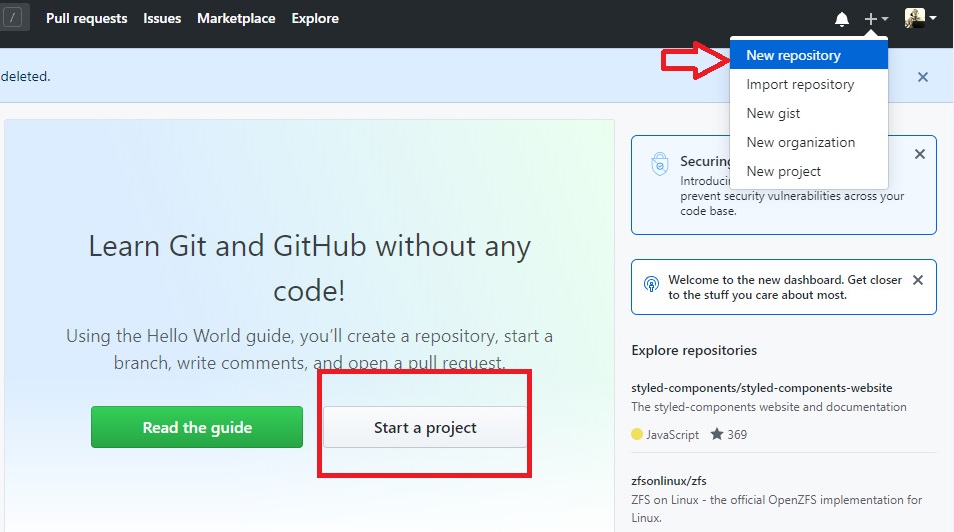 /
Pull requests Issues Marketplace Explore
New repository
Import repository
New gist
New organization
New project
deleted.
Learn Git and GitHub without any
code!
Using the Hello World guide, you’ll create a repository, start a
branch, write comments, and open a pull request.
Read the guide
Start a project
prevent security vulnerabilities across your
code base.
Welcome to the new dashboard. Get closer
to the stuff you care about most.
Explore repositories
styled-components/styled-components-website
The styled-components website and documentation
JavaScript 369
zfsonlinux/zfs
ZFS on Linux - the official OpenZFS implementation for
Linux.